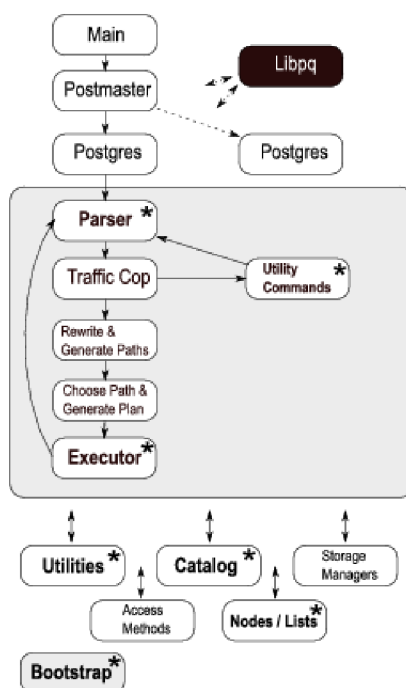 Main
Libpq
Postmaster
Postgres
Postgres
Parser *
Traffic Cop
Utility *
Commands
Rewrite &
Generate Paths
Choose Path &
Generate Plan
Executor *
Utilities *
Catalog *
Storage
Managers
Access
Methods
Nodes / Lists *
Bootstrap *